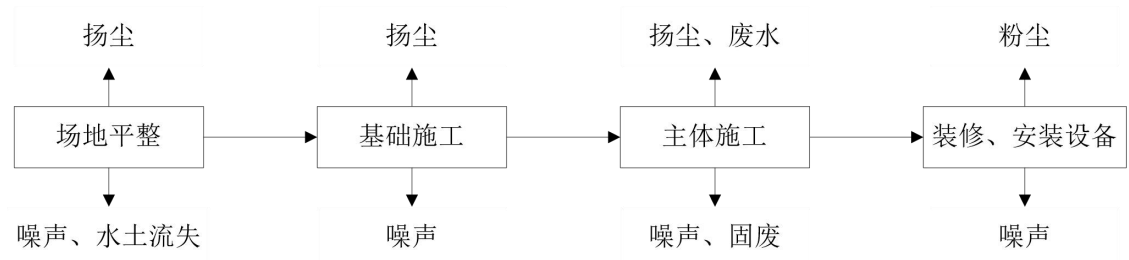 扬尘
扬尘
扬尘、废水
粉尘
场地平整
基础施工
主体施工
装修、安装设备
噪声、水土流失
噪声
噪声、固废
噪声